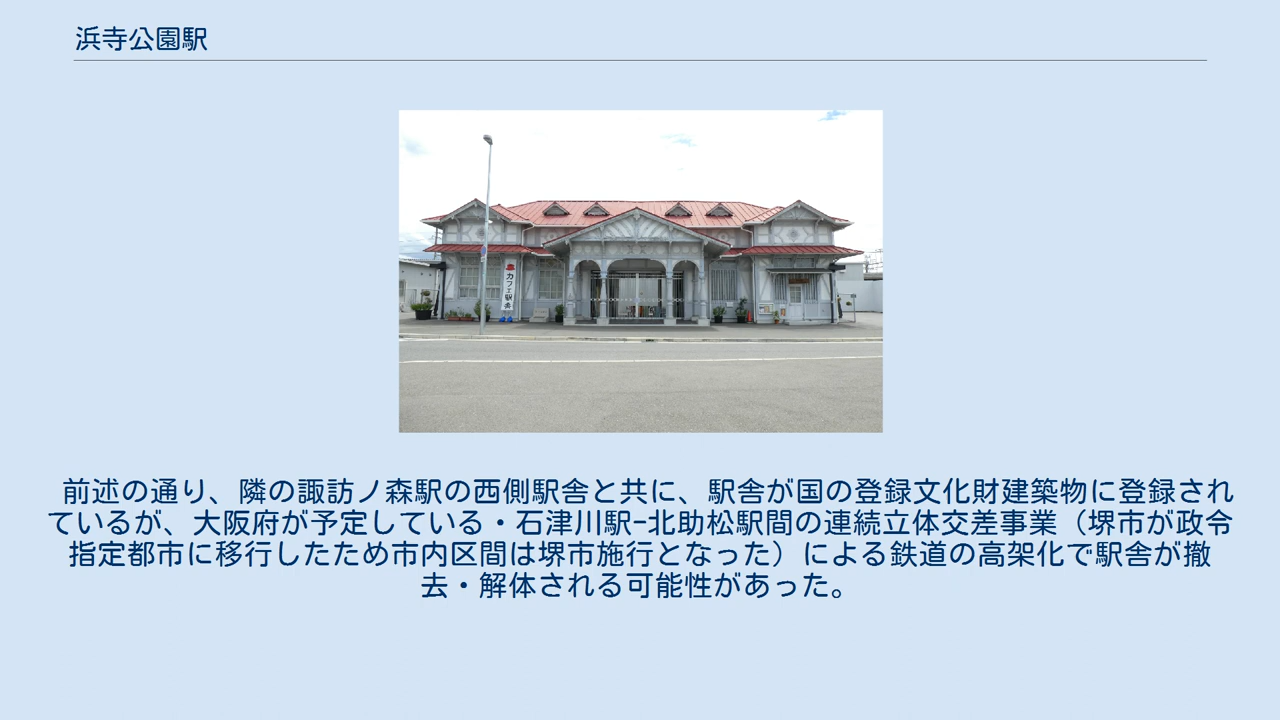 浜寺公園駅
カフェ駅舎
前述の通り、隣の諏訪ノ森駅の西側駅舎と共に、駅舎が国の登録文化財建築物に登録され
ているが、大阪府が予定している・石津川駅−北助松駅間の連続立体交差事業（堺市が政令
指定都市に移行したため市内区間は堺市施行となった）による鉄道の高架化で駅舎が撤
去・解体される可能性があった。